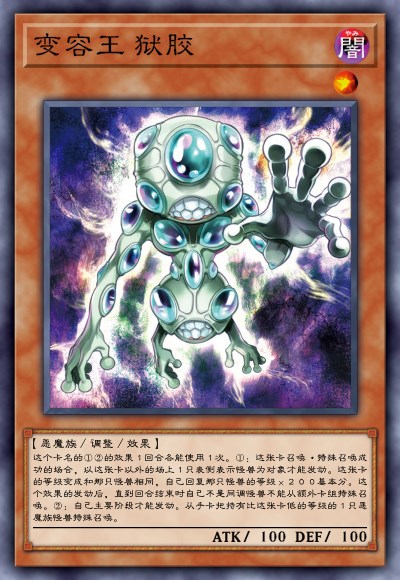 变容王 狱胶
やみ
闇
【恶魔族／调整／效果】
这个卡名的①②的效果1回合各能使用1次。①：这张卡召唤·特殊召唤成
功的场合，以这张卡以外的场上1只表侧表示怪兽为对象才能发动。这张卡
的等级变成和那只怪兽相同，自己回复那只怪兽的等级×200基本分。这
个效果的发动后，直到回合结束时自己不是同调怪兽不能从额外卡组特殊召
唤。②：自己主要阶段才能发动。从手卡把持有比这张卡低的等级的1只恶
魔族怪兽特殊召唤。
ATK/ 100 DEF/ 100